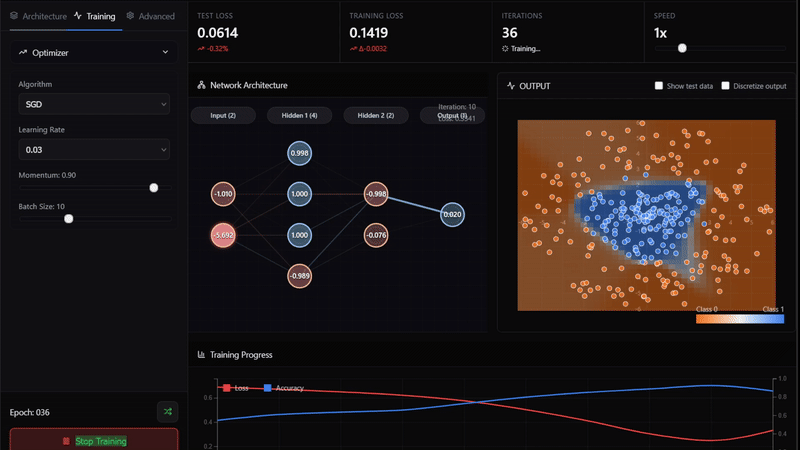 Architecture Training Advanced
Optimizer
Algorithm
SGD
Learning Rate
0.03
Momentum: 0.90
Batch Size: 10
Epoch: 036
Stop Training
TEST LOSS
0.0614
-0.32%
TRAINING LOSS
0.1419
Δ-0.0032
ITERATIONS
36
Training...
SPEED
1x
Network Architecture
Iteration: 10
Input (2) Hidden 1 (4) Hidden 2 (2)
0.998
-1.010 1.000 -0.998
0.020
-5.692 1.000 -0.076
-0.989
OUTPUT Show test data Discretize output
Class 0 Class 1
Training Progress
Loss Accuracy
0.6
0.4
0.2
1.0
0.8
0.6
0.4